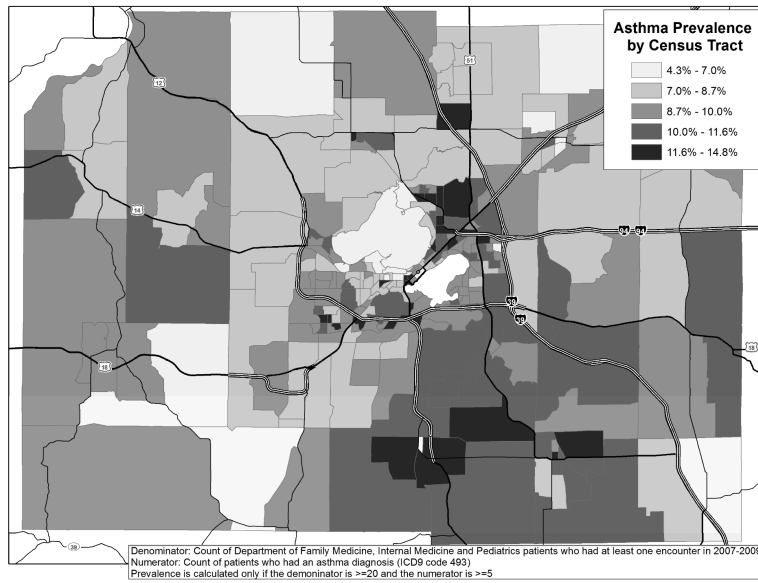 Asthma Prevalence
by Census Tract
4.3% - 7.0%
7.0% - 8.7%
8.7% - 10.0%
10.0% - 11.6%
11.6% - 14.8%
51
12
14
94 94
39
39
18
18
39
Denominator: Count of Department of Family Medicine, Internal Medicine and Pediatrics patients who had at least one encounter in 2007-2009
Numerator: Count of patients who had an asthma diagnosis (ICD9 code 493)
Prevalence is calculated only if the demoninator is >=20 and the numerator is >=5